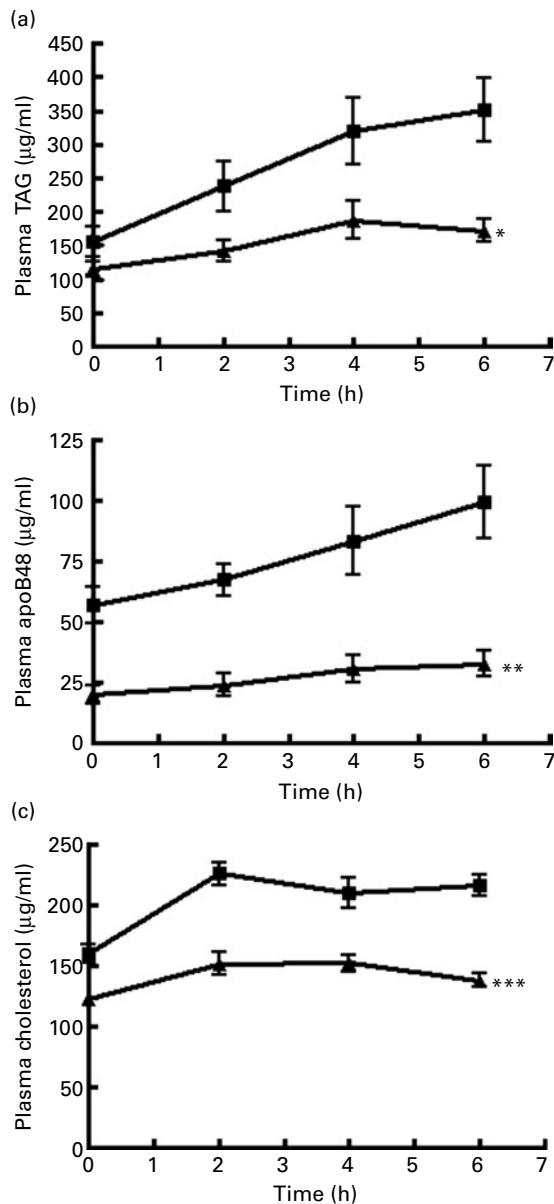 (a)
Plasma TAG (μg/ml)
450
400
350
300
250
200
150
100
50
0
0 1 2 3 4 5 6 7
Time (h)
*
(b)
Plasma apoB48 (μg/ml)
125
100
75
50
25
0
0 1 2 3 4 5 6 7
Time (h)
**
(c)
Plasma cholesterol (μg/ml)
250
200
150
100
50
0
0 1 2 3 4 5 6 7
Time (h)
***